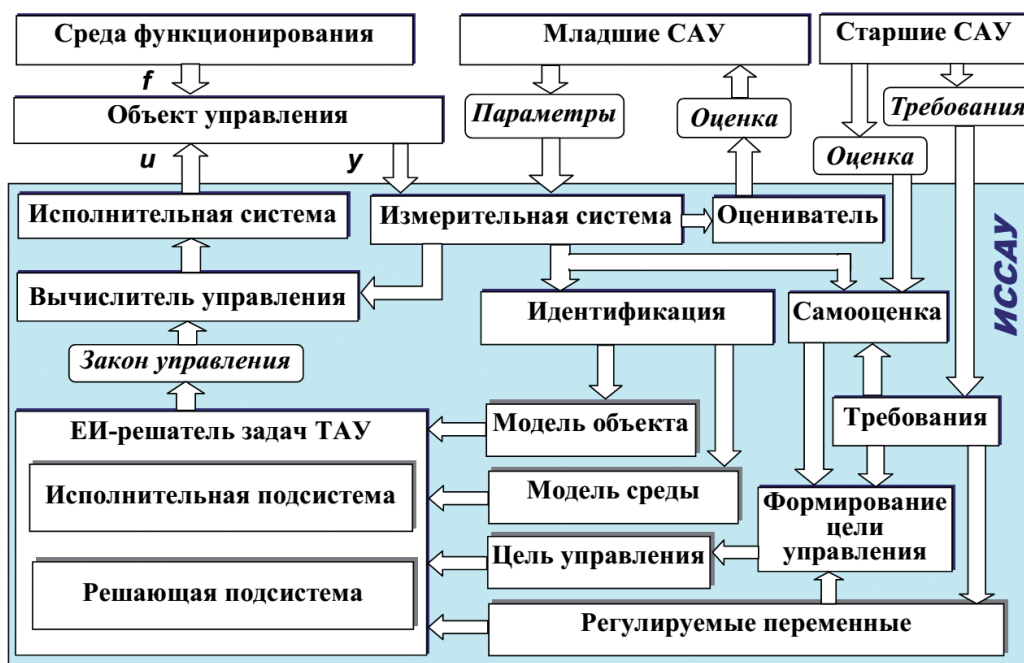 Среда функционирования
Младшие САУ
Старшие САУ
f
Объект управления
Параметры
Оценка
Требования
u
y
Оценка
Исполнительная система
Измерительная система
Оцениватель
ИССАУ
Вычислитель управления
Идентификация
Самооценка
Закон управления
ЕИ-решатель задач ТАУ
Модель объекта
Требования
Исполнительная подсистема
Модель среды
Формирование
цели
управления
Цель управления
Решающая подсистема
Регулируемые переменные